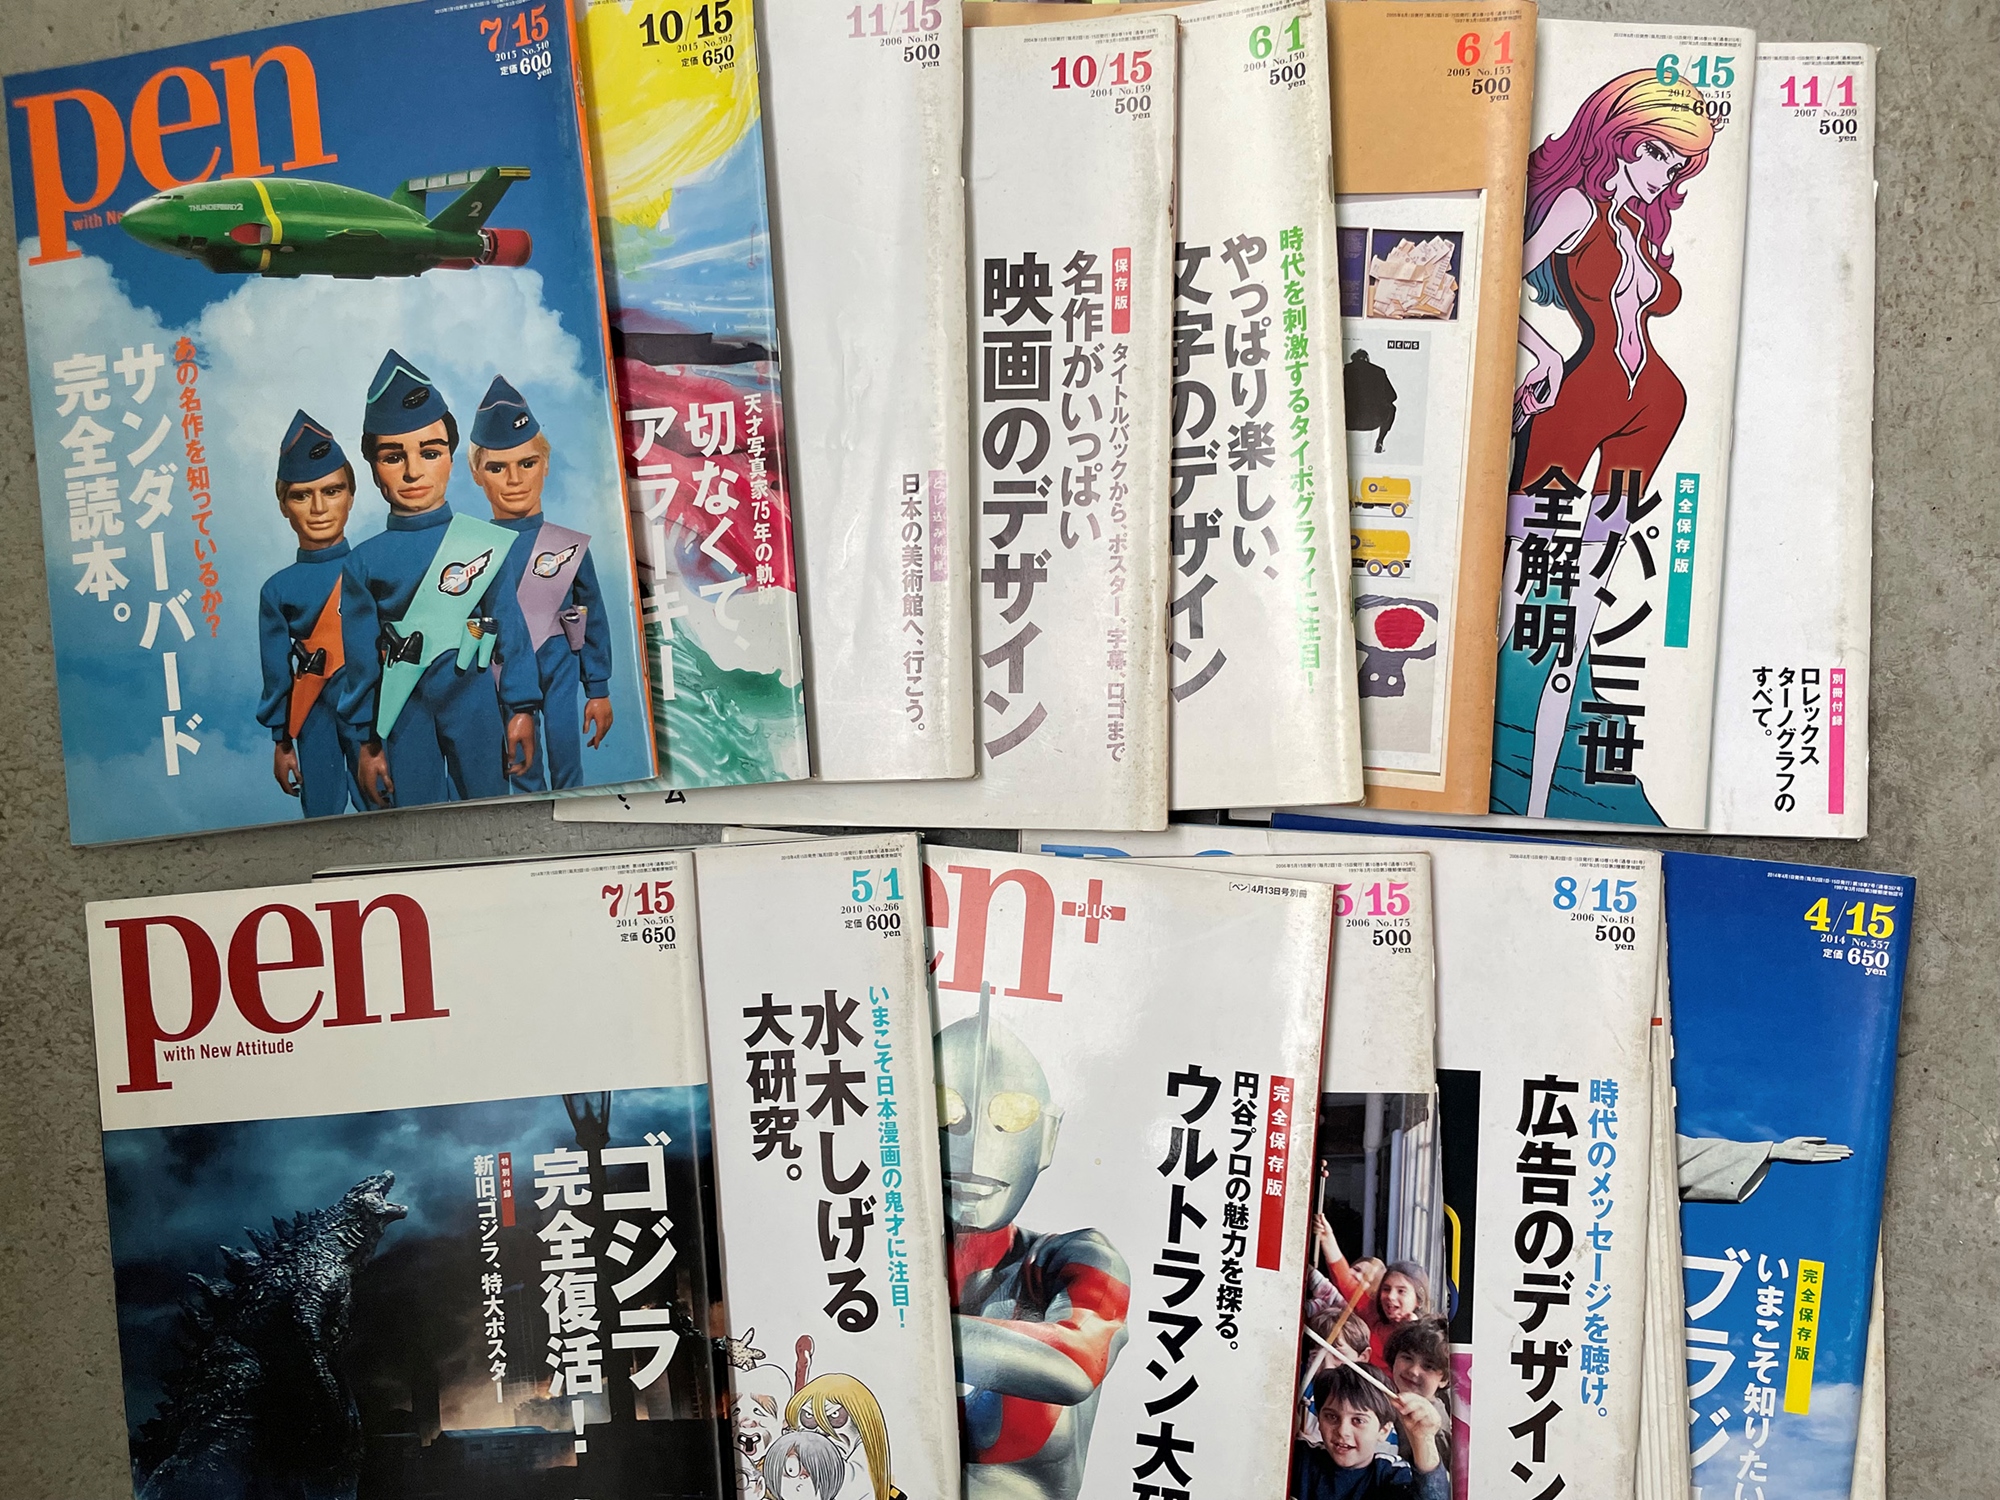 pen
with Ne
7/15
2013 No.340
定価 600
yen
あの名作を知っているか?
サンダーバード
完全読本。
THUNDERBIRD 2
2
IR
10/15
2015 No.392
定価 650
yen
天才写真家75年の軌跡
切なくて、
アラーキー
11/15
2006 No.187
500
yen
とじ込み付録
日本の美術館へ、行こう。
10/15
2004 No.139
500
yen
保存版
タイトルバックから、ポスター、字幕、ロゴまで
名作がいっぱい
映画のデザイン
6/1
2004 No.130
500
yen
時代を刺激するタイポグラフィに注目!
やっぱり楽しい、
文字のデザイン
6 1
2005 No.153
500
yen
NEWS
6/15
2012 No.315
定価 600
yen
完全保存版
ルパン三世
全解明。
11/1
2007 No.209
500
yen
別冊付録
ロレックス
ターノグラフの
すべて。
pen
with New Attitude
7/15
2014 No.363
定価 650
yen
ゴジラ
完全復活!
特別付録
新旧ゴジラ、特大ポスター
5/1
2010 No.266
定価 600
yen
いまこそ日本漫画の鬼才に注目!
水木しげる
大研究。
en+
PLUS
[ペン]4月13日号別冊
完全保存版
円谷プロの魅力を探る。
ウルトラマン大研
5/15
2006 No.175
500
yen
8/15
2006 No.181
500
yen
時代のメッセージを聴け。
広告のデザイン
4/15
2014 No.357
定価 650
yen
完全保存版
いまこそ知りたい
ブラジ